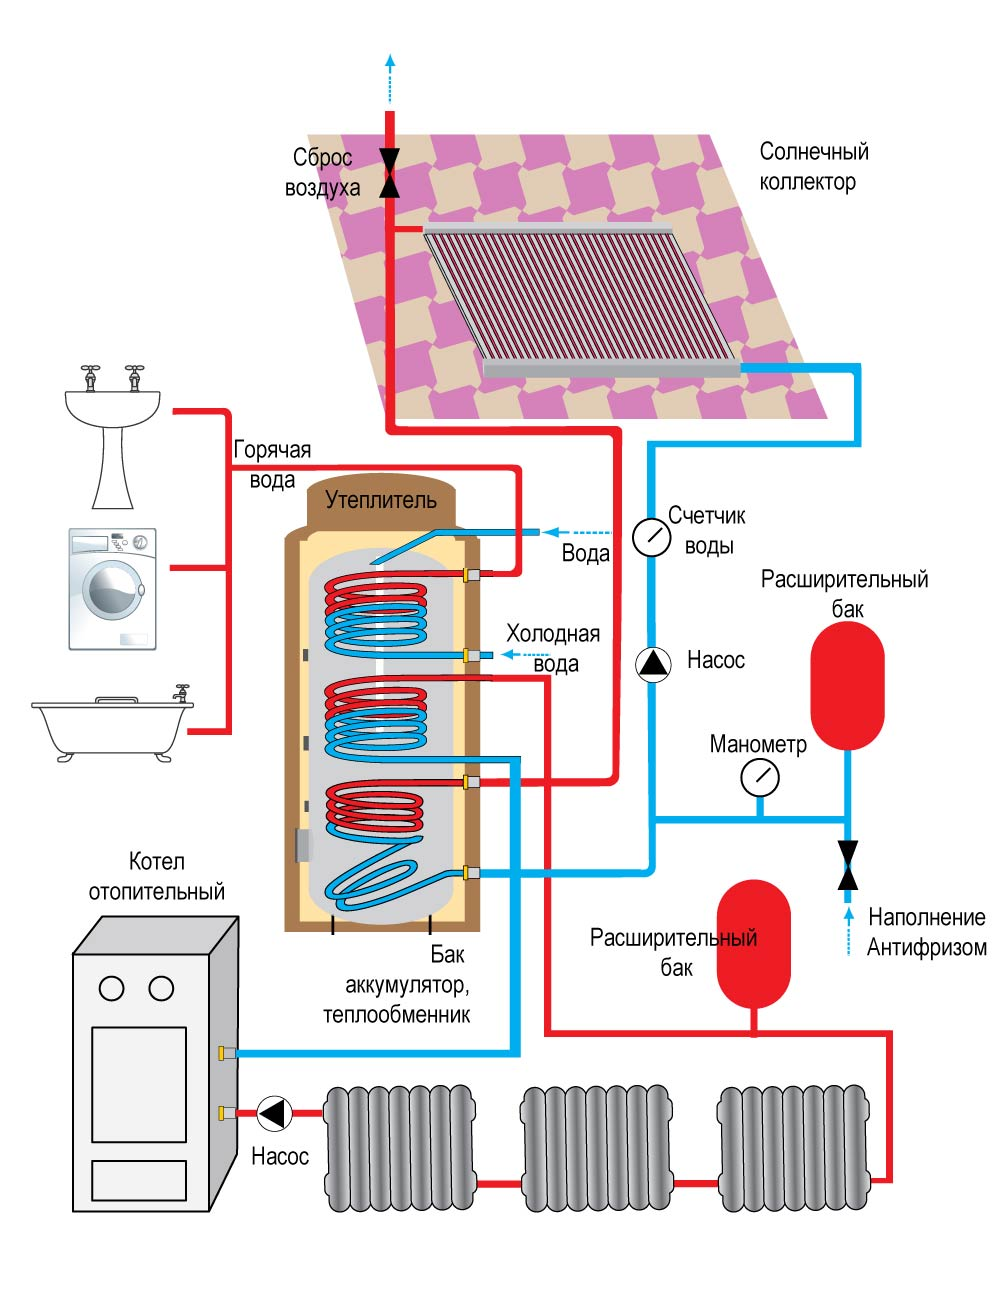 Сброс
воздуха
Солнечный
коллектор
Горячая
вода
Утеплитель
Вода
Счетчик
воды
Расширительный
бак
Холодная
вода
Насос
Манометр
Котел
отопительный
Бак
аккумулятор,
теплообменник
Расширительный
бак
Наполнение
Антифризом
Насос